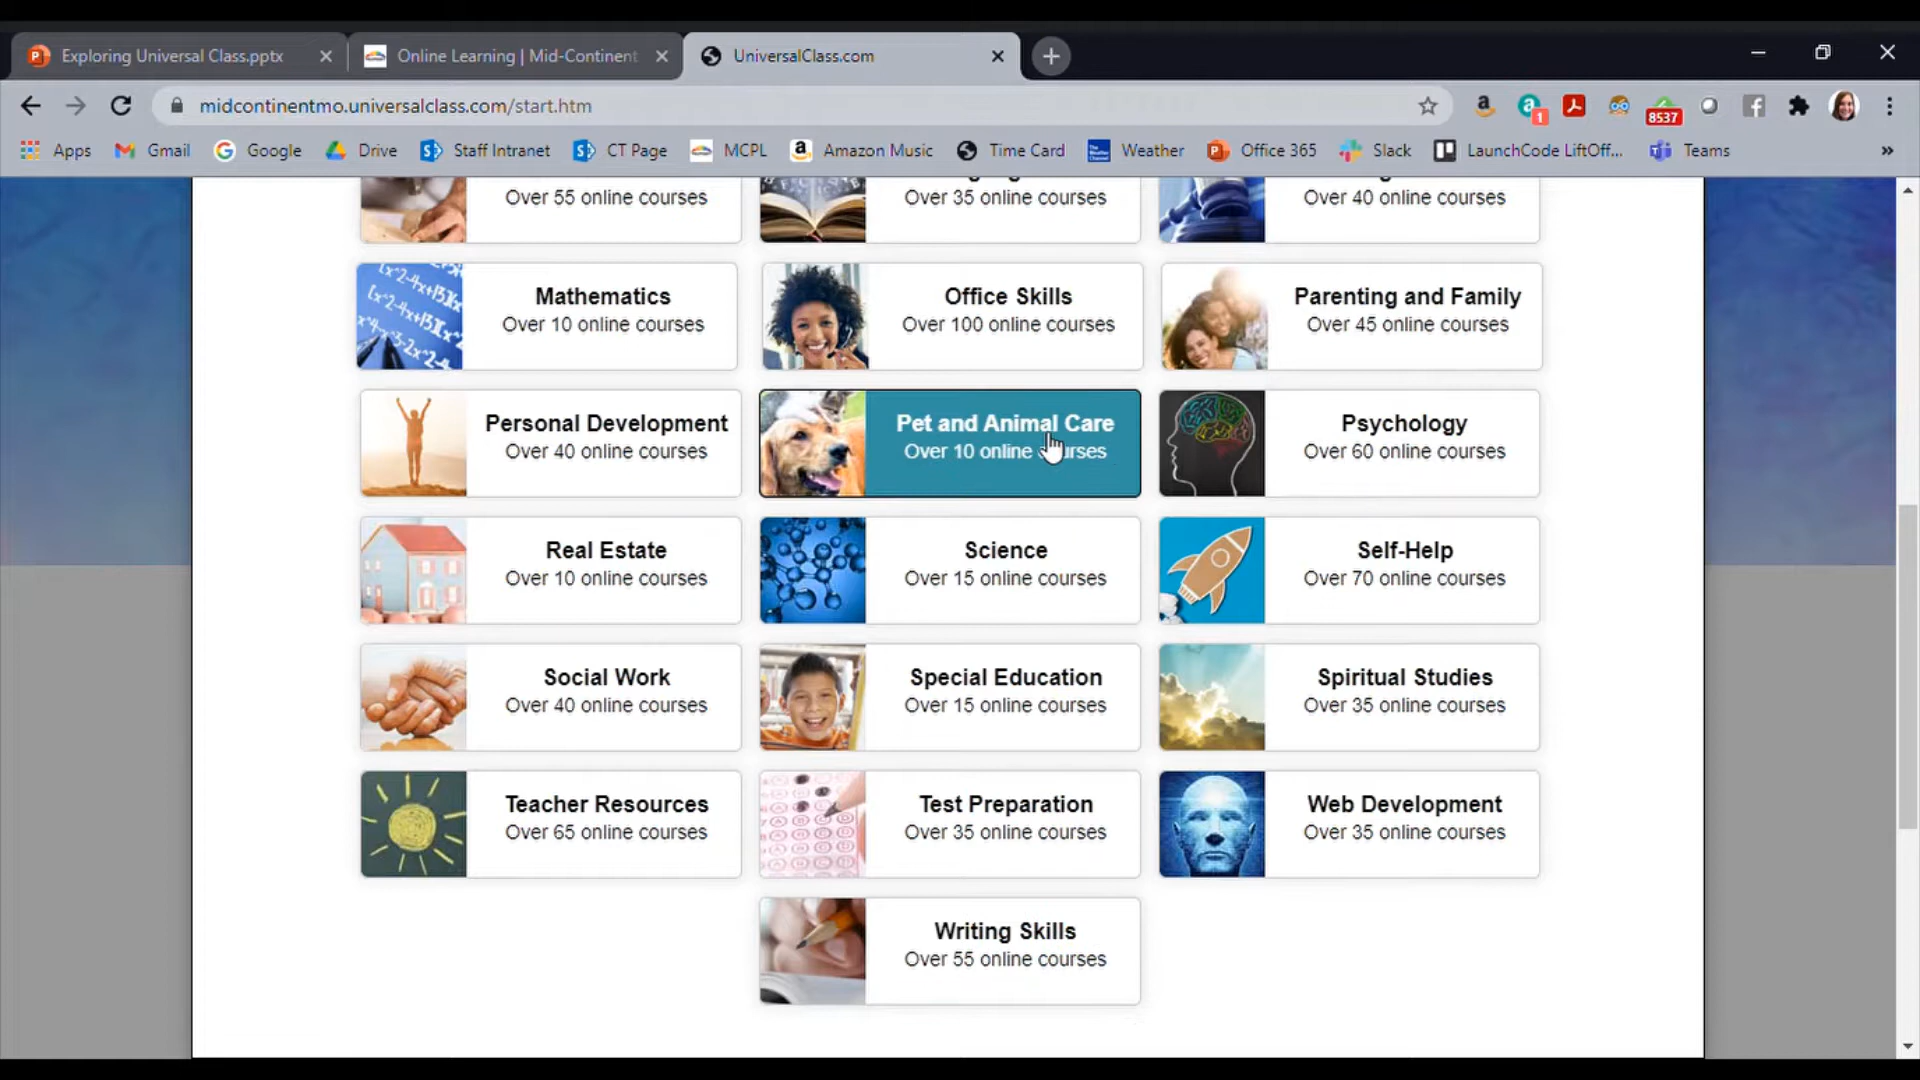 Exploring Universal Class.pptx
Online Learning | Mid-Continent
UniversalClass.com
midcontinentmo.universalclass.com/start.htm
1
8537
Apps
Gmail
Google
Drive
Staff Intranet
CT Page
MCPL
Amazon Music
Time Card
Weather
Office 365
Slack
LaunchCode LiftOff...
Teams
»
Over 55 online courses
Over 35 online courses
Over 40 online courses
Mathematics
Over 10 online courses
Office Skills
Over 100 online courses
Parenting and Family
Over 45 online courses
Personal Development
Over 40 online courses
Pet and Animal Care
Over 10 online courses
Psychology
Over 60 online courses
Real Estate
Over 10 online courses
Science
Over 15 online courses
Self-Help
Over 70 online courses
Social Work
Over 40 online courses
Special Education
Over 15 online courses
Spiritual Studies
Over 35 online courses
Teacher Resources
Over 65 online courses
Test Preparation
Over 35 online courses
Web Development
Over 35 online courses
Writing Skills
Over 55 online courses